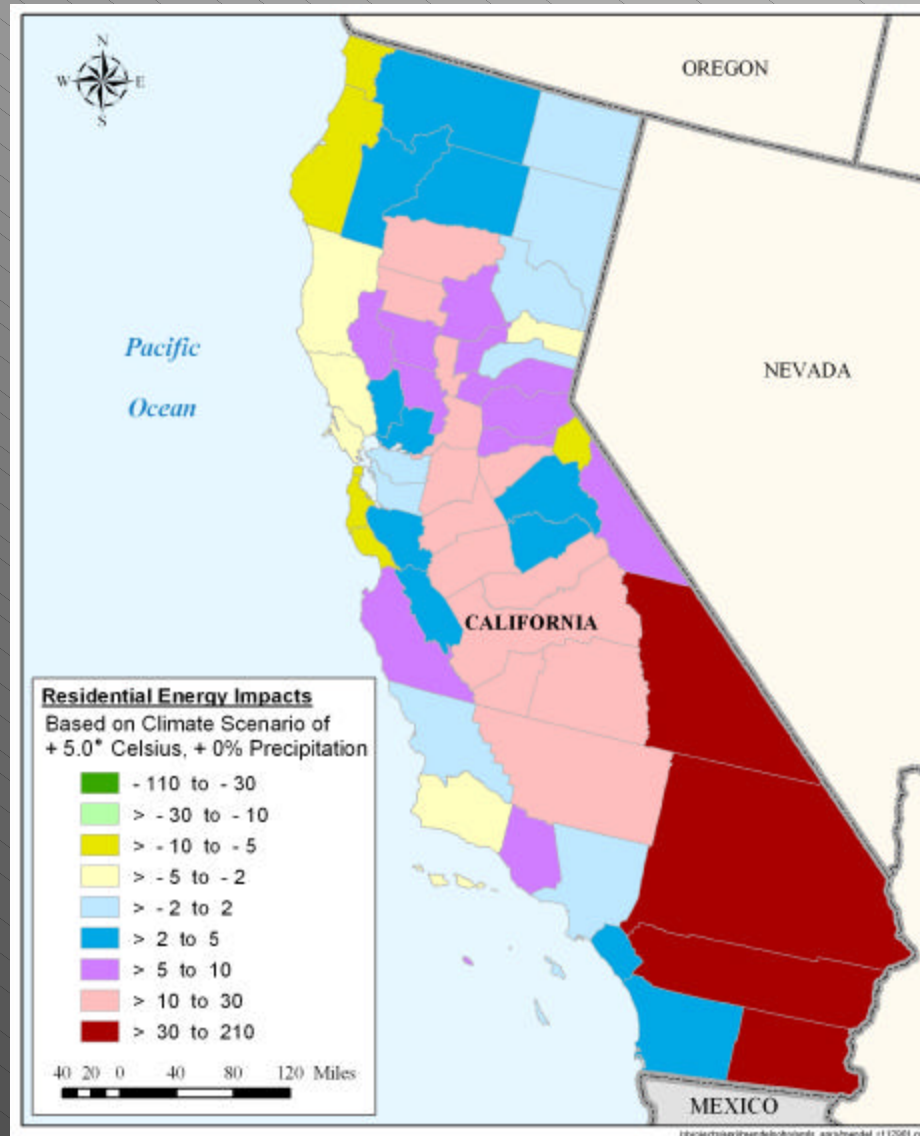 N
W E
S
OREGON
NEVADA
Pacific
Ocean
CALIFORNIA
Residential Energy Impacts
Based on Climate Scenario of
+ 5.0° Celsius, + 0% Precipitation
- 110 to - 30
> - 30 to - 10
> - 10 to - 5
> - 5 to - 2
> - 2 to 2
> 2 to 5
> 5 to 10
> 10 to 30
> 30 to 210
40 20 0 40 80 120 Miles
MEXICO